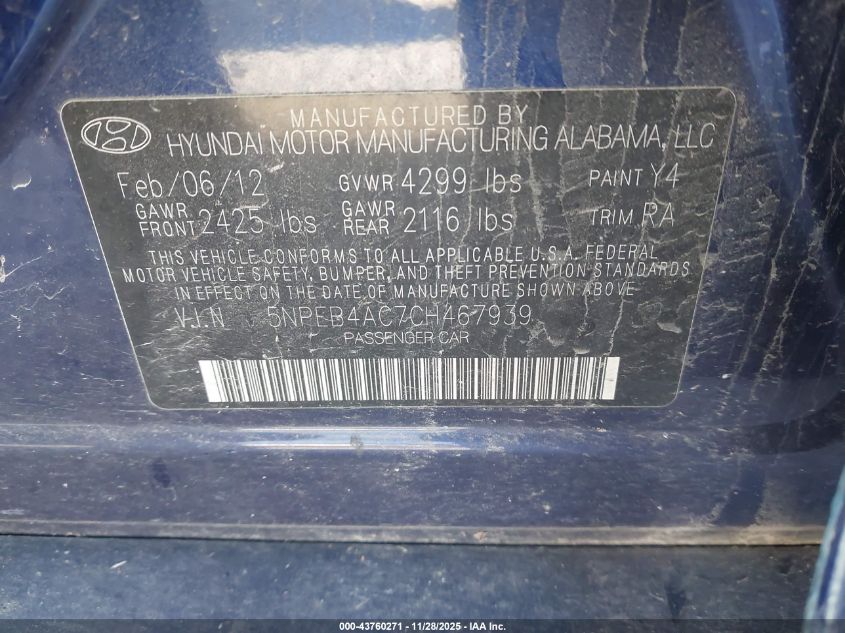 MANUFACTURED BY
HYUNDAI MOTOR MANUFACTURING ALABAMA, LLC
Feb/06/12 GVWR 4299 lbs PAINT Y4
GAWR FRONT 2425 lbs GAWR REAR 2116 lbs TRIM RA
THIS VEHICLE CONFORMS TO ALL APPLICABLE U.S.A. FEDERAL
MOTOR VEHICLE SAFETY, BUMPER, AND THEFT PREVENTION STANDARDS
IN EFFECT ON THE DATE OF MANUFACTURE SHOWN ABOVE
V.I.N 5NPEB4AC7CH467939
PASSENGER CAR
000-43760271 - 11/28/2025 - IAA Inc.